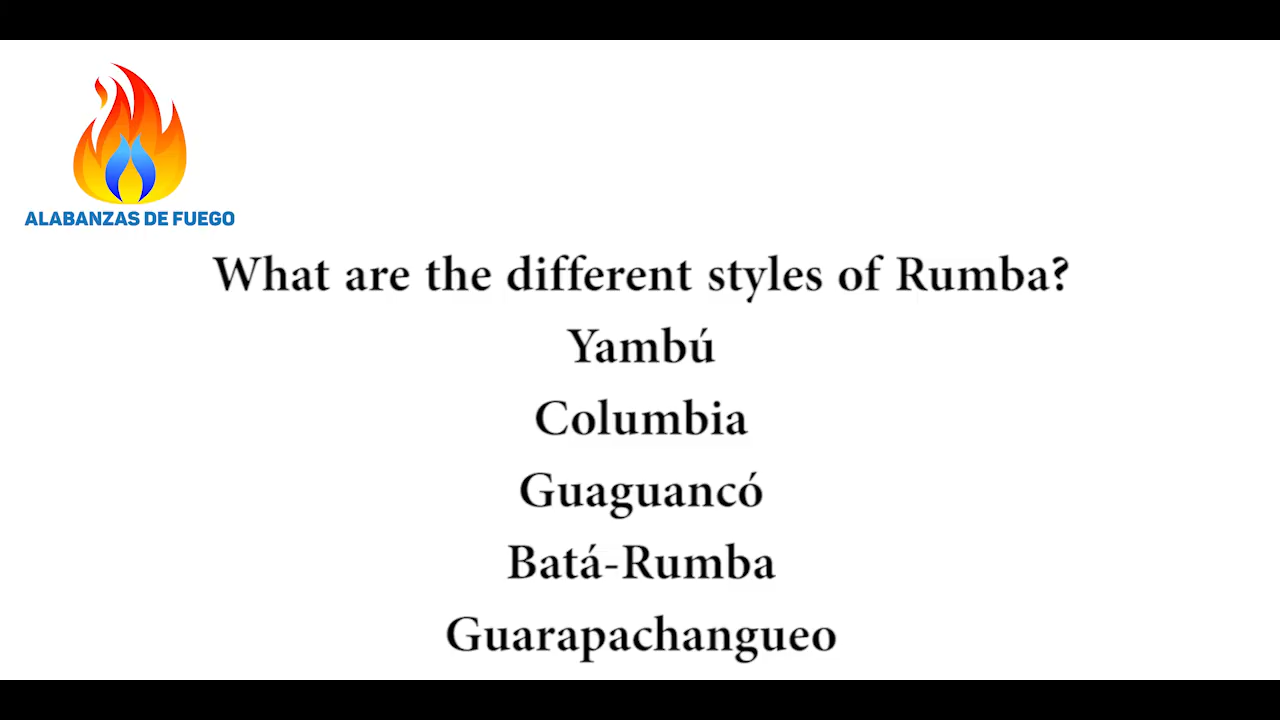 ALABANZAS DE FUEGO
What are the different styles of Rumba?
Yambú
Columbia
Guaguancó
Batá-Rumba
Guarapachangueo